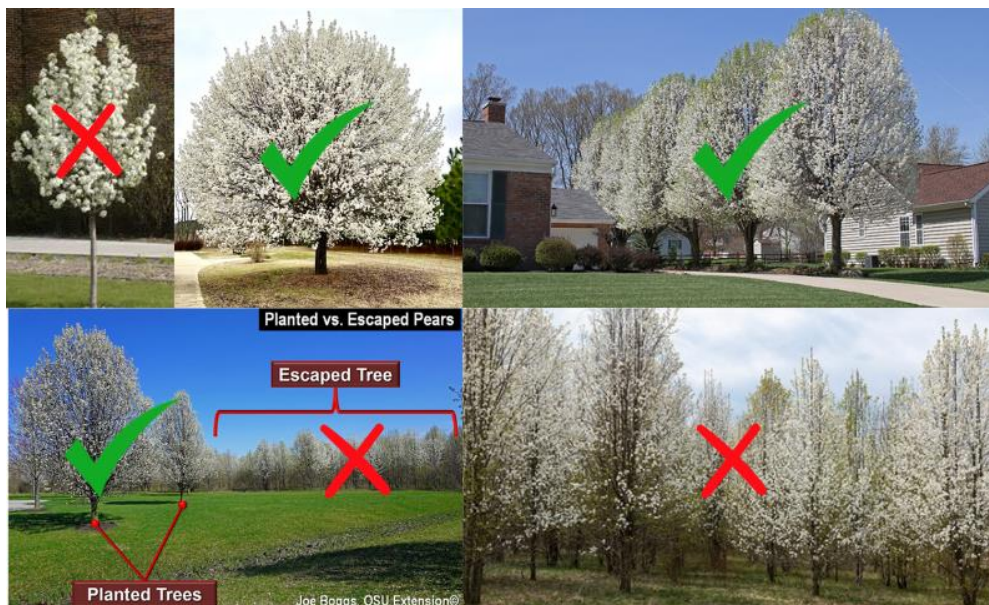 Planted vs. Escaped Pears
Escaped Tree
Planted Trees
Joe Boggs, OSU Extension©